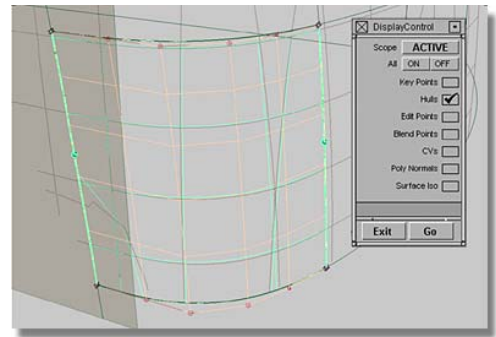 DisplayControl
Scope ACTIVE
All ON OFF
Key Points
Hulls
Edit Points
Blend Points
CVs
Poly Normals
Surface Iso
Exit Go